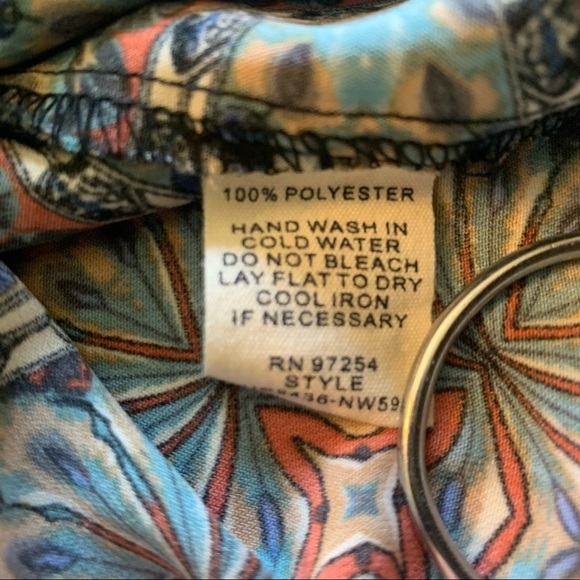 100% POLYESTER
HAND WASH IN
COLD WATER
DO NOT BLEACH
LAY FLAT TO DRY
COOL IRON
IF NECESSARY
RN 97254
STYLE